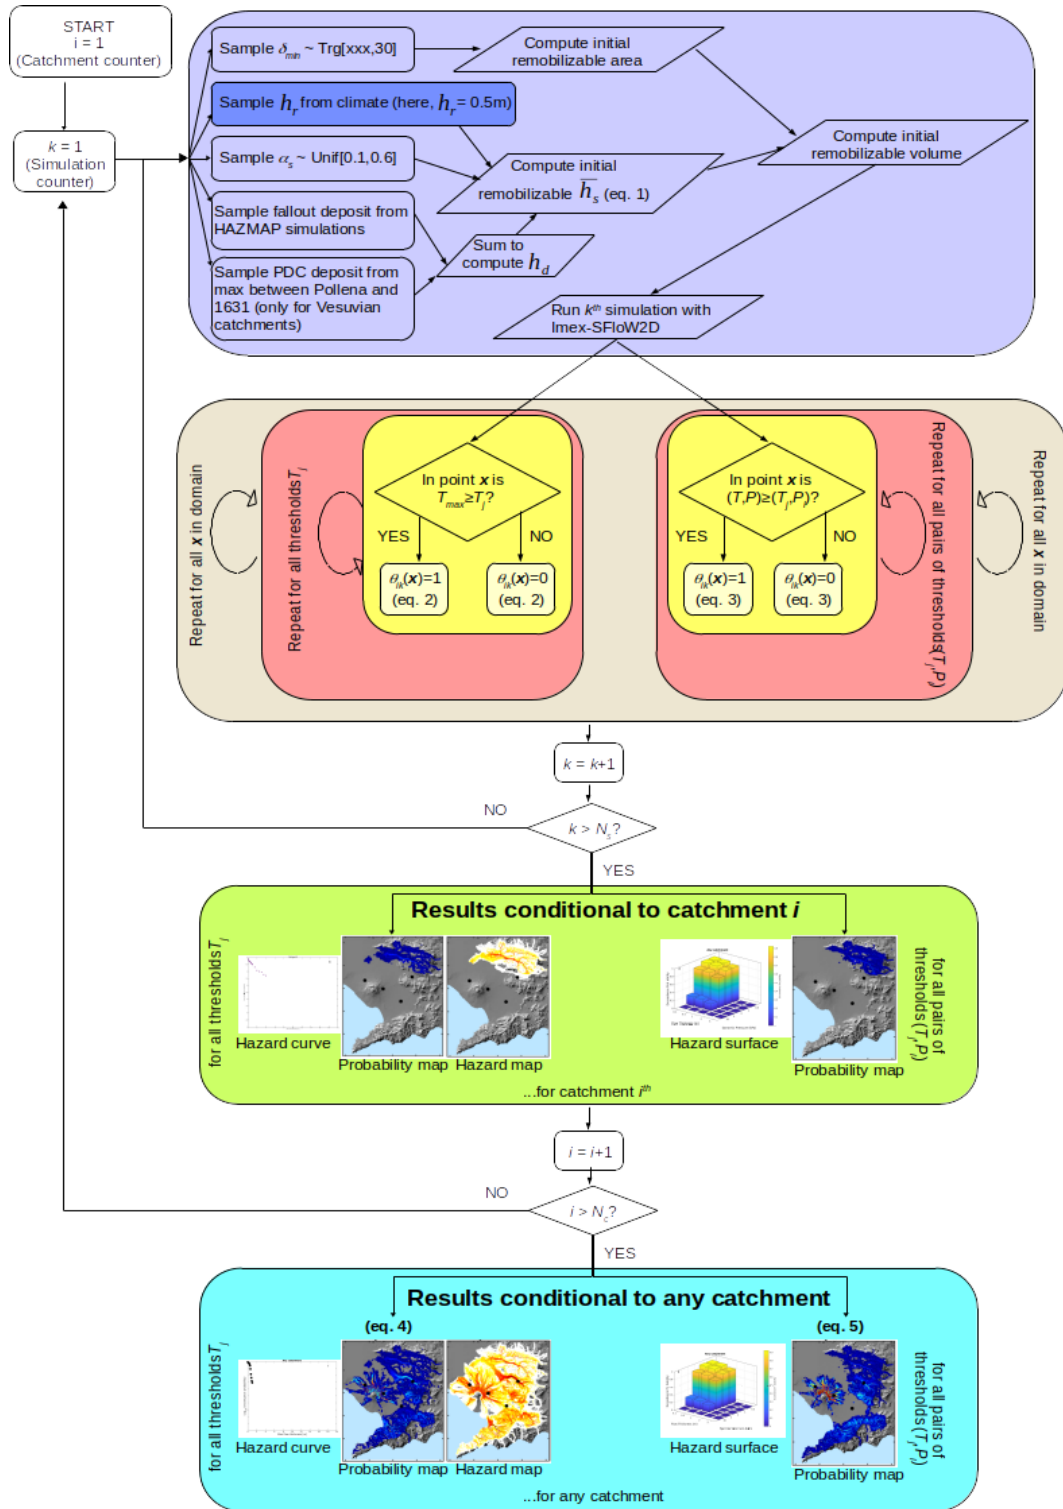 START
i = 1
(Catchment counter)
k = 1
(Simulation
counter)
Sample δmin ~ Trg[xxx,30]
Compute initial
remobilizable area
Sample hr from climate (here, hr = 0.5m)
Sample αs ~ Unif[0.1,0.6]
Compute initial
remobilizable hs (eq. 1)
Compute initial
remobilizable volume
Sample fallout deposit from
HAZMAP simulations
Sum to
compute hd
Sample PDC deposit from
max between Pollena and
1631 (only for Vesuvian
catchments)
Run kth simulation with
Imex-SFloW2D
Repeat for all x in domain
Repeat for all thresholds Tj
In point x is
Tmax≥Tj?
YES
NO
θik(x)=1
(eq. 2)
θik(x)=0
(eq. 2)
In point x is
(T,P)≥(Tj,Pl)?
YES
NO
θik(x)=1
(eq. 3)
θik(x)=0
(eq. 3)
Repeat for all pairs of thresholds(Tj,Pl)
Repeat for all x in domain
k = k+1
NO
k > Ns?
YES
Results conditional to catchment i
for all thresholds Tj
Hazard curve
Probability map
Hazard map
Hazard surface
Probability map
for all pairs of
thresholds(Tj,Pl)
...for catchment ith
i = i+1
NO
i > Nc?
YES
Results conditional to any catchment
(eq. 4)
(eq. 5)
for all thresholds Tj
Hazard curve
Probability map
Hazard map
Hazard surface
Probability map
for all pairs of
thresholds (Tj,Pl)
...for any catchment